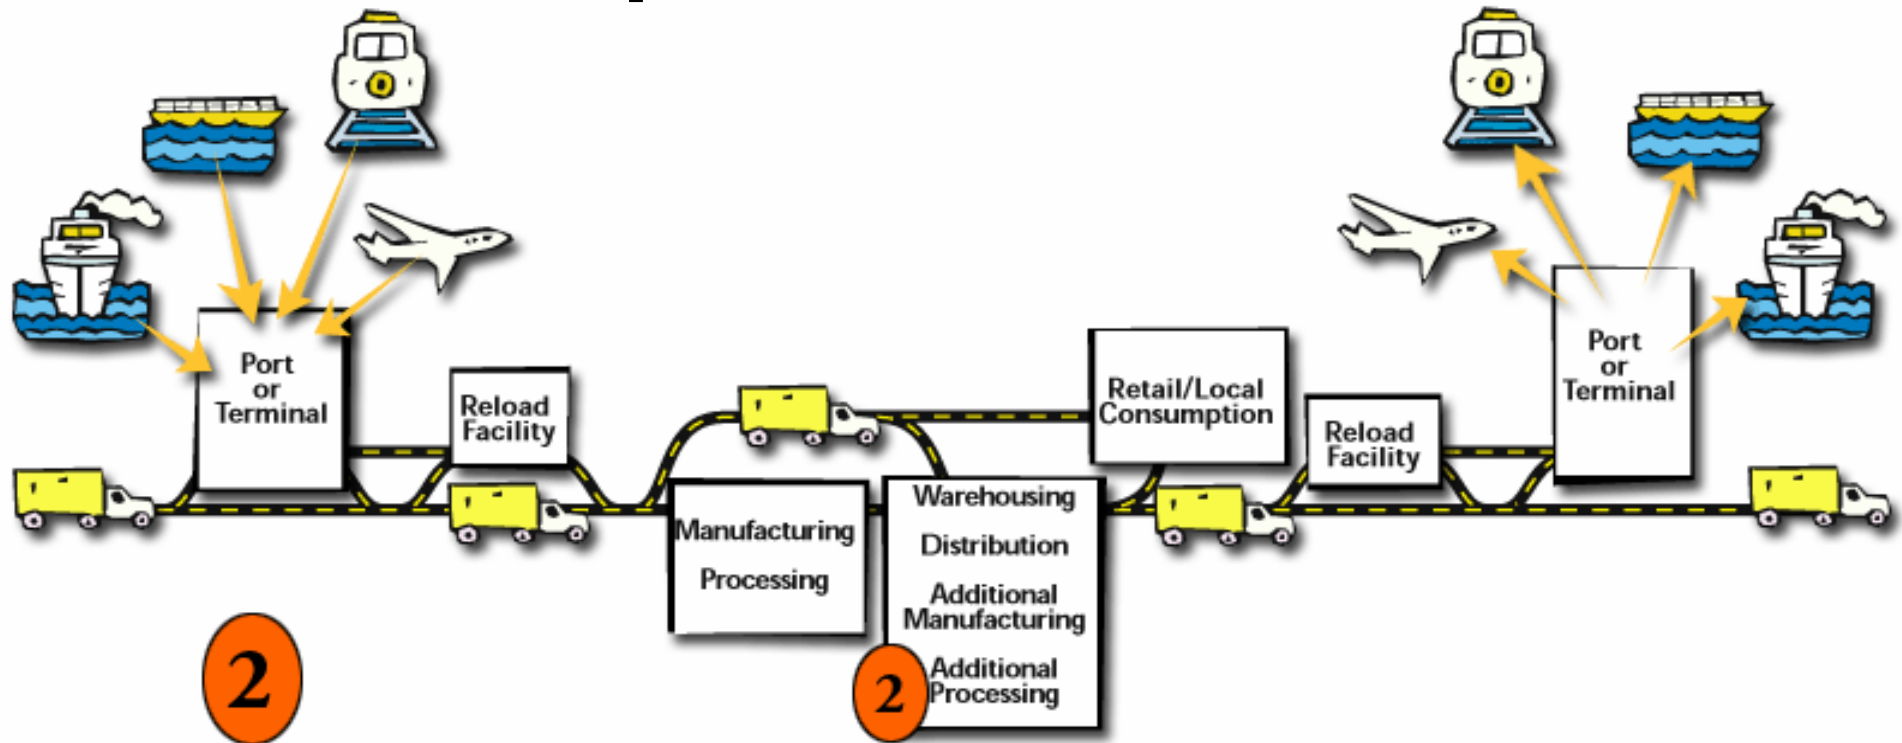 Port
or
Terminal
Reload
Facility
Manufacturing
Processing
Warehousing
Distribution
Additional
Manufacturing
Additional
Processing
Retail/Local
Consumption
Reload
Facility
Port
or
Terminal
2
2